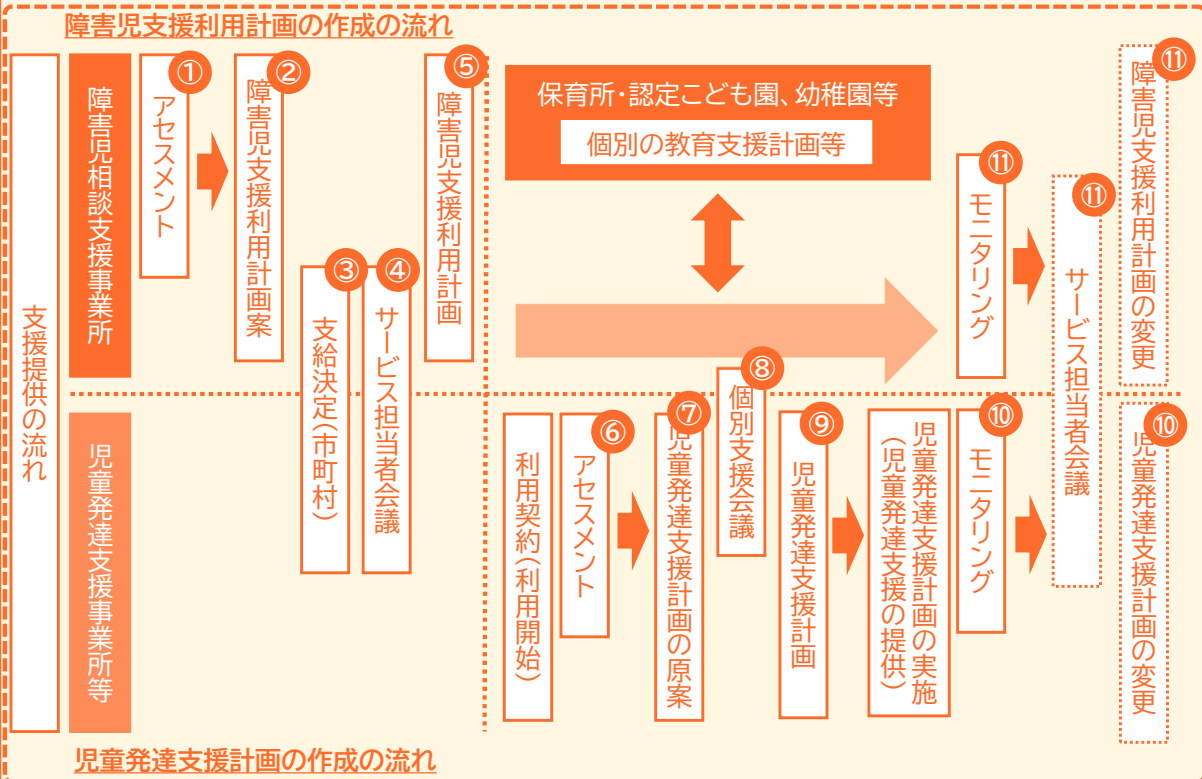 障害児支援利用計画の作成の流れ
支援提供の流れ
障害児相談支援事業所
①
アセスメント
②
障害児支援利用計画案
③
支給決定(市町村)
④
サービス担当者会議
⑤
障害児支援利用計画
保育所・認定こども園、幼稚園等
個別の教育支援計画等
⑪
モニタリング
⑪
サービス担当者会議
⑪
障害児支援利用計画の変更
児童発達支援事業所等
利用契約(利用開始)
⑥
アセスメント
⑦
児童発達支援計画の原案
⑧
個別支援会議
⑨
児童発達支援計画
児童発達支援計画の実施
(児童発達支援の提供)
⑩
モニタリング
⑩
児童発達支援計画の変更
児童発達支援計画の作成の流れ